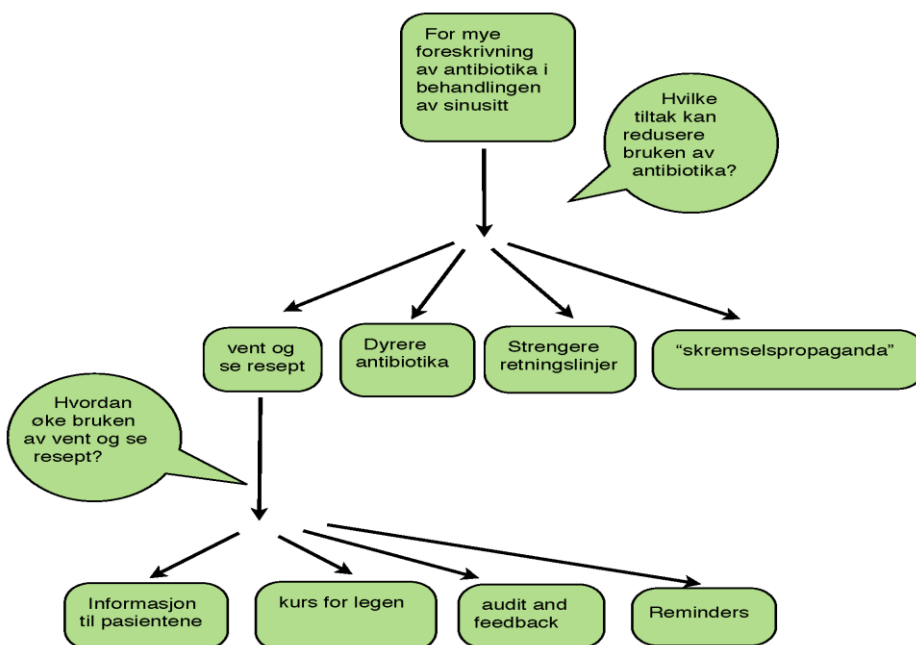 For mye
foreskrivning
av antibiotika i
behandlingen
av sinusitt
Hvilke
tiltak kan
redusere
bruken av
antibiotika?
vent og
se resept
Dyrere
antibiotika
Strengere
retningslinjer
“skremselspropaganda”
Hvordan
øke bruken
av vent og se
resept?
Informasjon
til pasientene
kurs for legen
audit and
feedback
Reminders